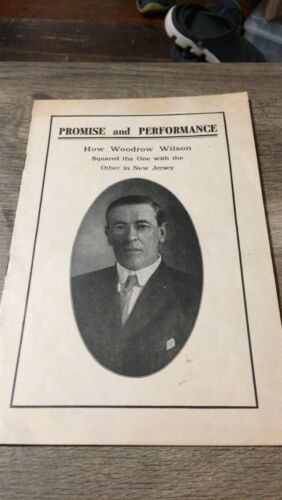 PROMISE and PERFORMANCE
How Woodrow Wilson
Squared the One with the
Other in New Jersey